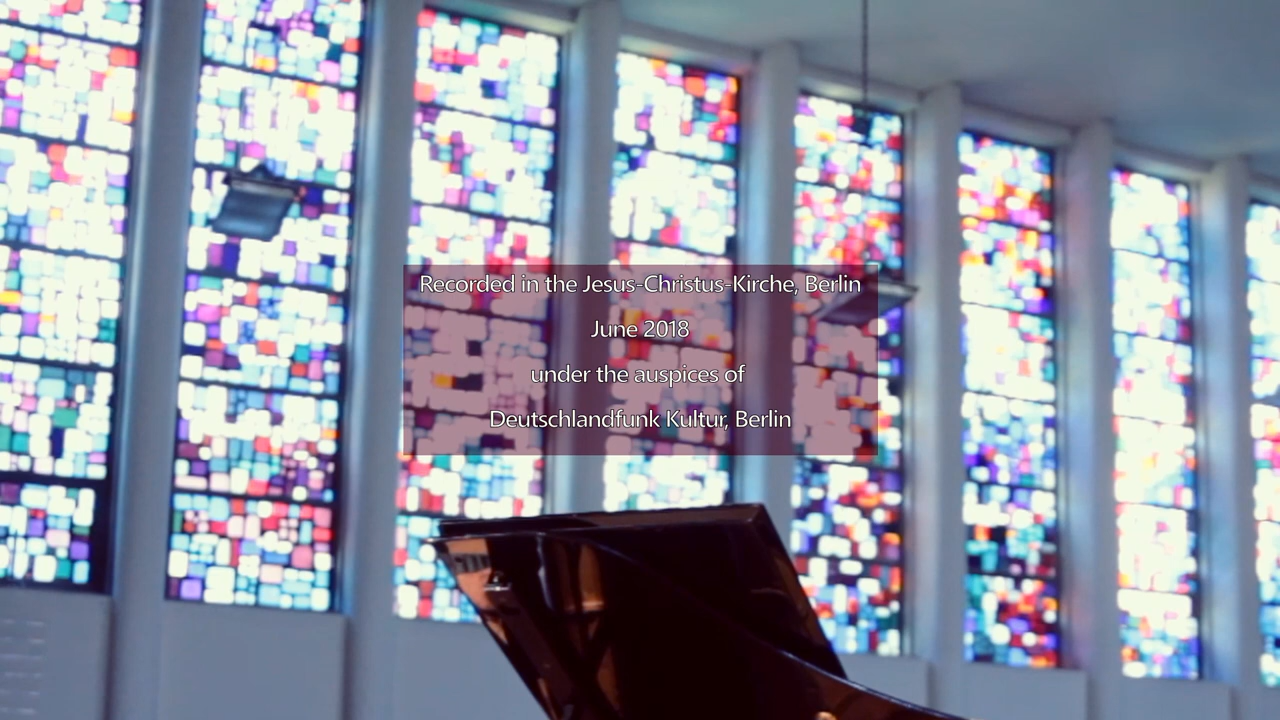 Recorded in the Jesus-Christus-Kirche, Berlin
June 2018
under the auspices of
Deutschlandfunk Kultur, Berlin